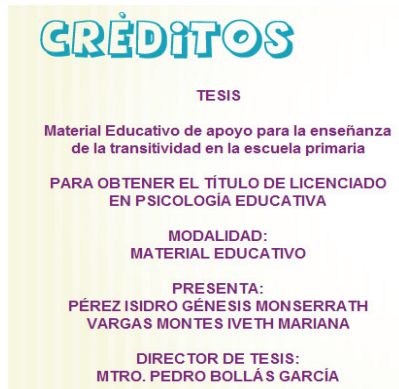 CRÉDiTOS
TESIS
Material Educativo de apoyo para la enseñanza
de la transitividad en la escuela primaria
PARA OBTENER EL TÍTULO DE LICENCIADO
EN PSICOLOGÍA EDUCATIVA
MODALIDAD:
MATERIAL EDUCATIVO
PRESENTA:
PÉREZ ISIDRO GÉNESIS MONSERRATH
VARGAS MONTES IVETH MARIANA
DIRECTOR DE TESIS:
MTRO. PEDRO BOLLÁS GARCÍA